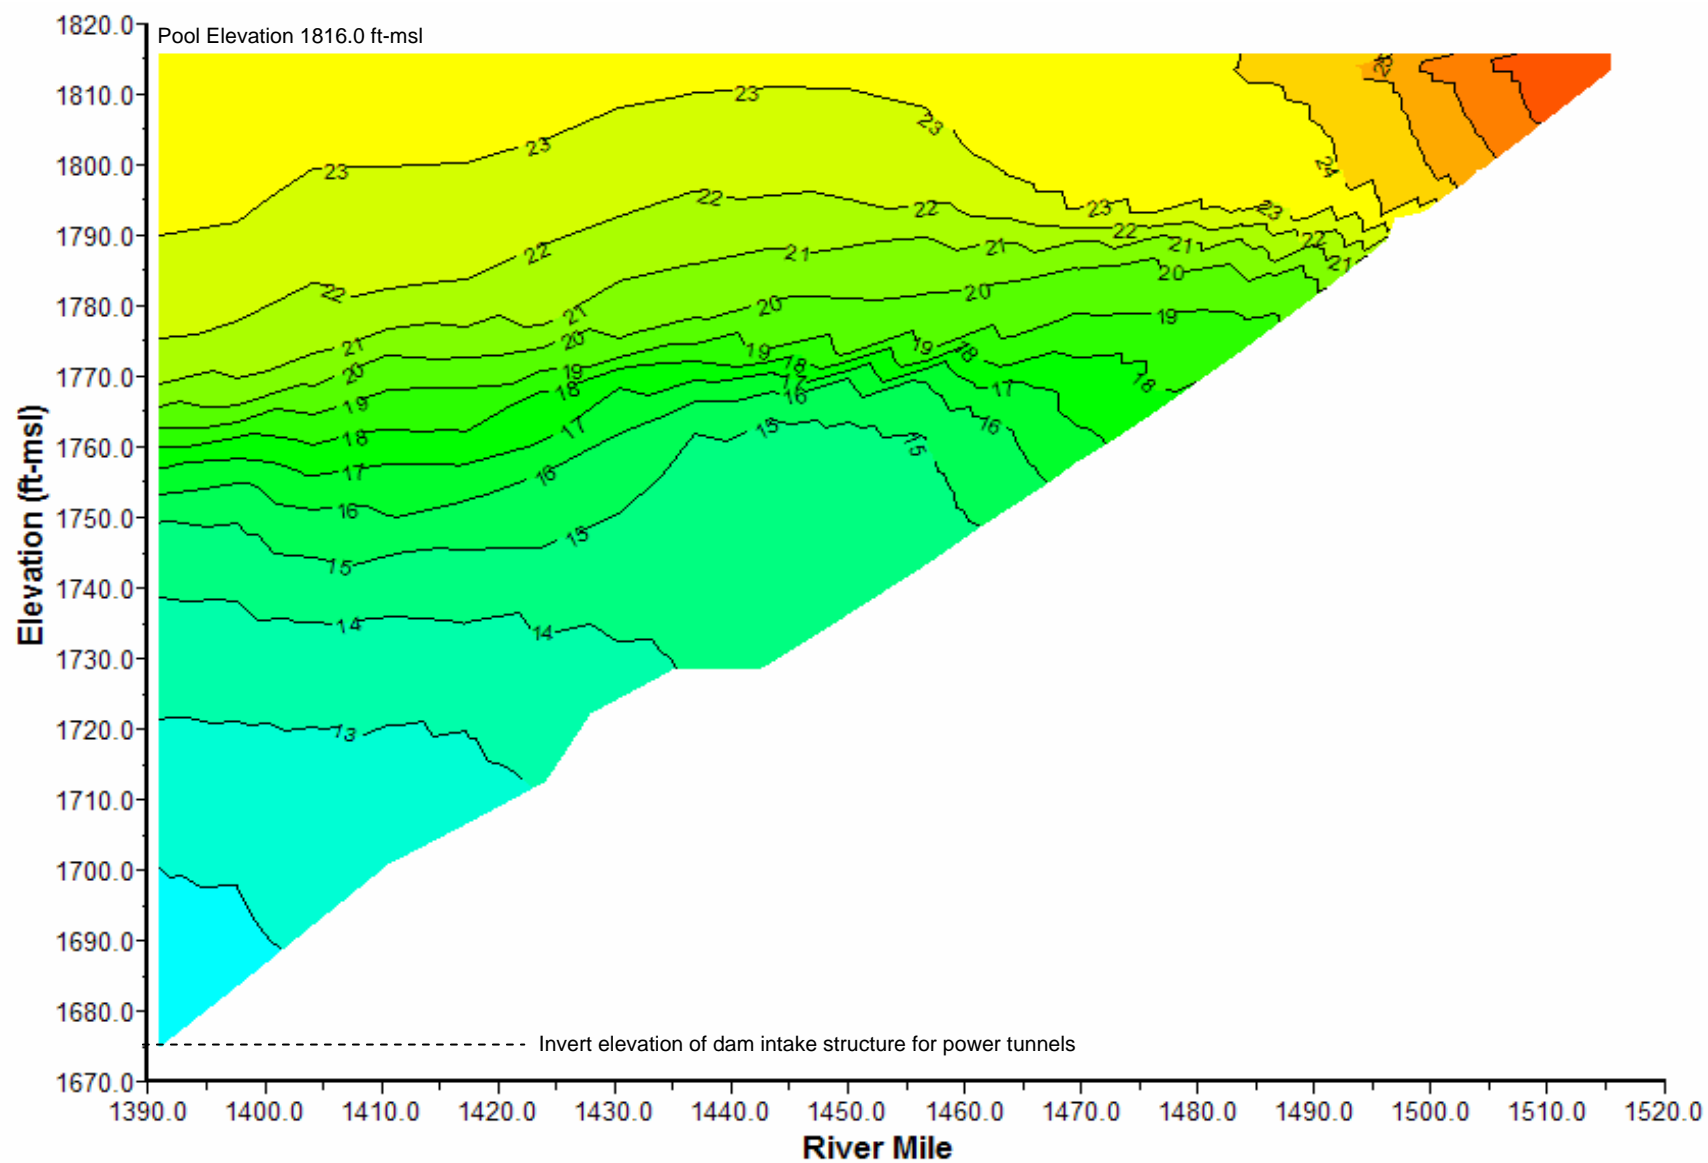 1820.0
Pool Elevation 1816.0 ft-msl
1810.0
1800.0
1790.0
1780.0
1770.0
1760.0
1750.0
1740.0
1730.0
1720.0
1710.0
1700.0
1690.0
1680.0
1670.0
Elevation (ft-msl)
23 23 23 23 23 23
24
22 22 22 22 22
21 21 21 21 21
20 20 20 20 20
19 19 19 19 19
18 18 18 18 18
17 17 17 17
16 16 16 16
15 15 15 15
14 14
13
Invert elevation of dam intake structure for power tunnels
1390.0 1400.0 1410.0 1420.0 1430.0 1440.0 1450.0 1460.0 1470.0 1480.0 1490.0 1500.0 1510.0 1520.0
River Mile